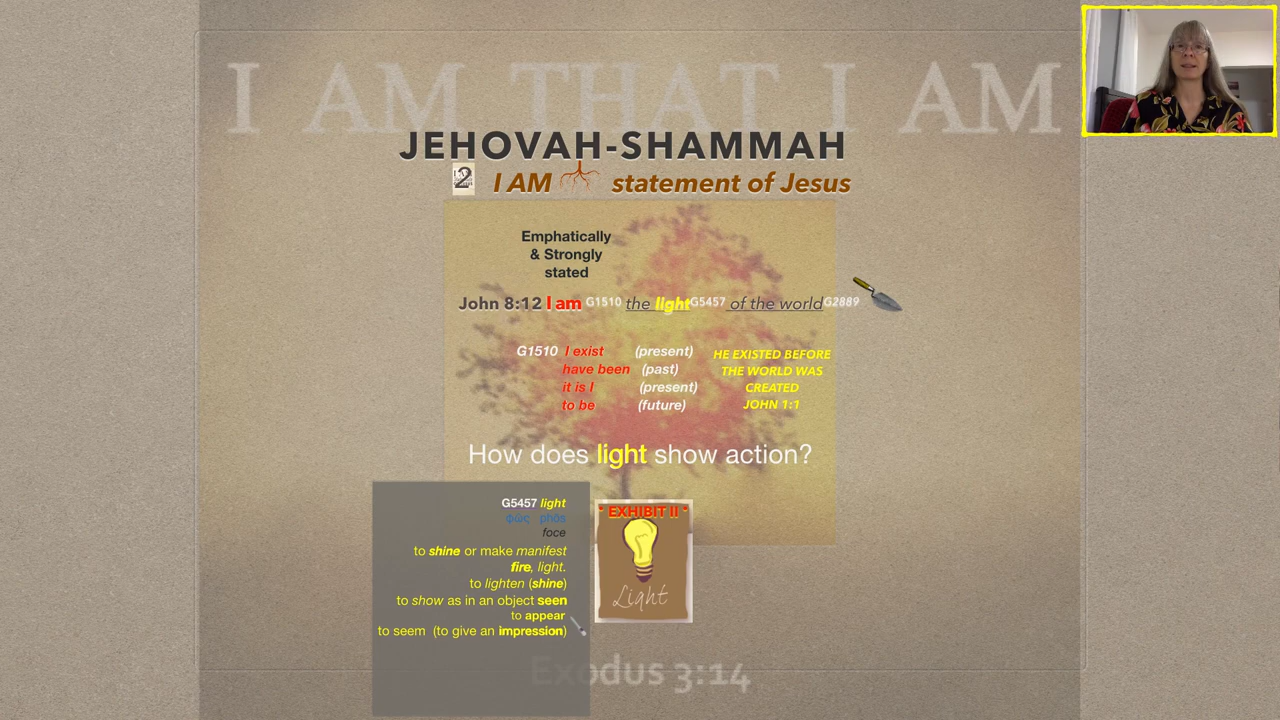 I AM THAT I AM
JEHOVAH-SHAMMAH
2 I AM statement of Jesus
Emphatically
& Strongly
stated
John 8:12 I am G1510 the light G5457 of the world G2889
G1510 I exist (present)
have been (past)
it is I (present)
to be (future)
HE EXISTED BEFORE
THE WORLD WAS
CREATED
JOHN 1:1
How does light show action?
G5457 light
φῶς phōs
foce
to shine or make manifest
fire, light.
to lighten (shine)
to show as in an object seen
to appear
to seem (to give an impression)
* EXHIBIT II *
Light
Exodus 3:14